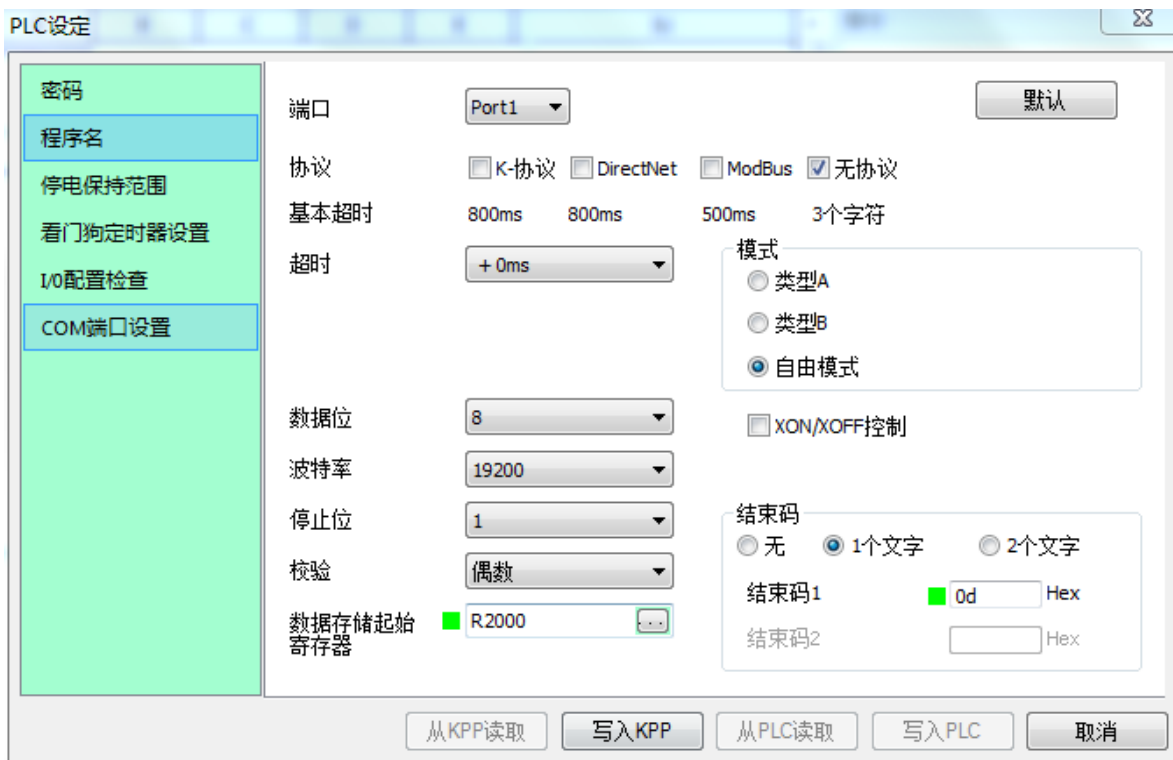 PLC设定
密码
程序名
停电保持范围
看门狗定时器设置
I/0配置检查
COM端口设置
端口 Port1 默认
协议 K-协议 DirectNet ModBus 无协议
基本超时 800ms 800ms 500ms 3个字符
超时 +0ms
模式
类型A
类型B
自由模式
数据位 8
XON/XOFF控制
波特率 19200
停止位 1
校验 偶数
数据存储起始
寄存器
R2000 ...
结束码
无 1个文字 2个文字
结束码1 0d Hex
结束码2 Hex
从KPP读取 写入KPP 从PLC读取 写入PLC 取消